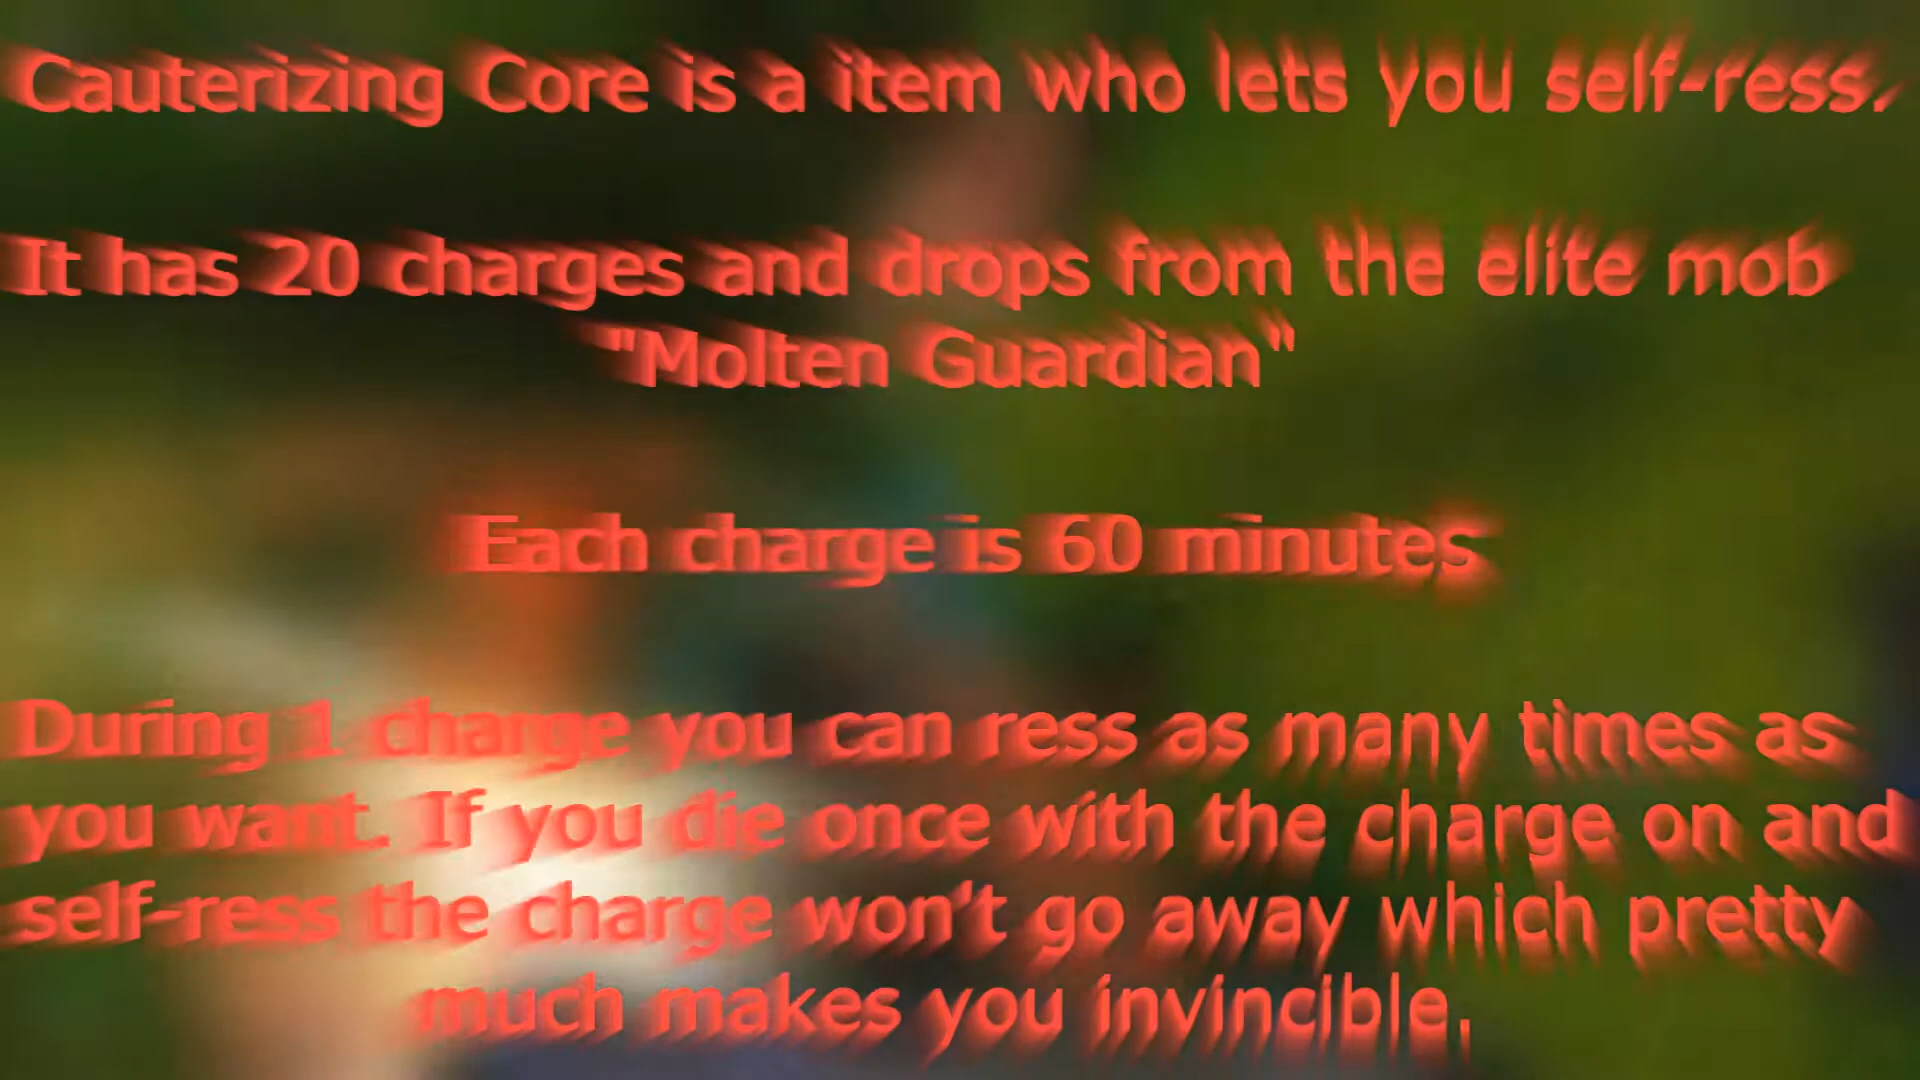 Cauterizing Core is a item who lets you self-ress.
It has 20 charges and drops from the elite mob
"Molten Guardian"
Each charge is 60 minutes
During 1 charge you can ress as many times as
you want. If you die once with the charge on and
self-ress the charge won't go away which pretty
much makes you invincible.